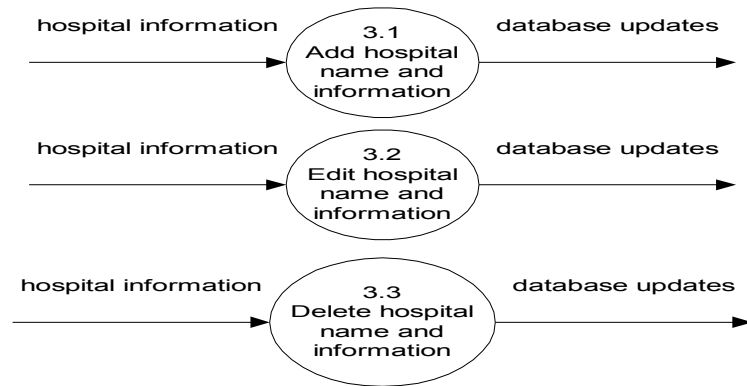 hospital information
3.1
Add hospital
name and
information
database updates
hospital information
3.2
Edit hospital
name and
information
database updates
hospital information
3.3
Delete hospital
name and
information
database updates